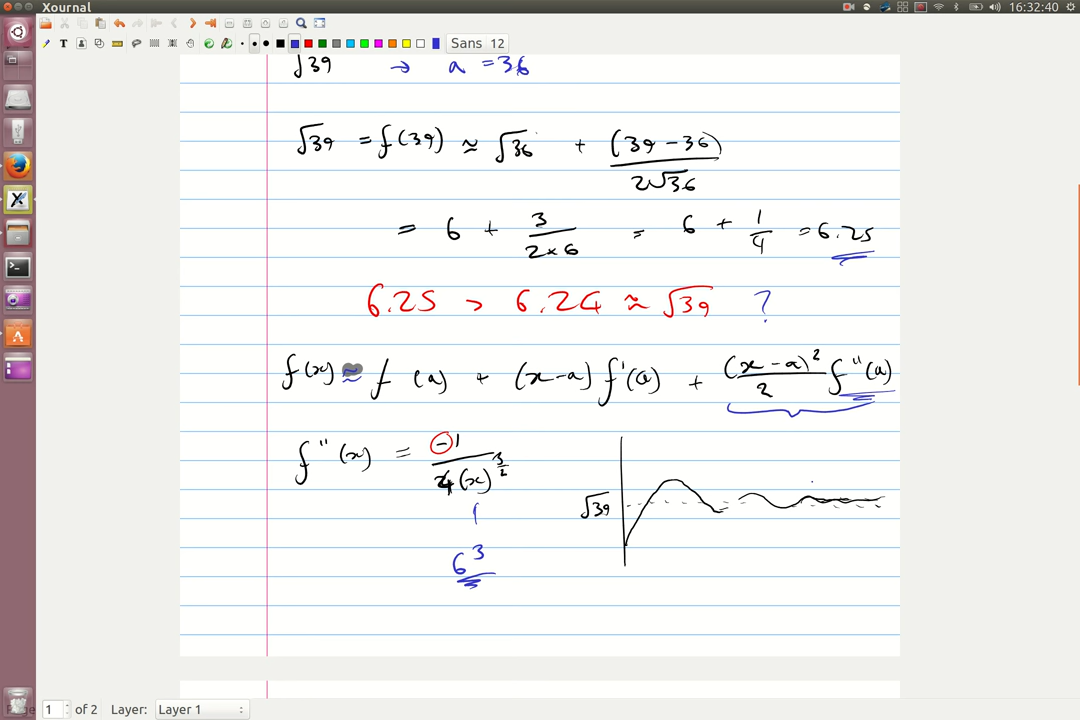 Xournal
16:32:40
Sans 12
√39 → a = 36
√39 = f(39) ≈ √36 + (39 - 36) / 2√36
= 6 + 3 / 2×6 = 6 + 1/4 = 6.25
6.25 > 6.24 ≈ √39 ?
f(x) ≈ f(a) + (x-a) f'(a) + (x-a)² / 2 f''(a)
f''(x) = -1 / 4(x)^3/2
√39
6³
Page 1 of 2 Layer: Layer 1